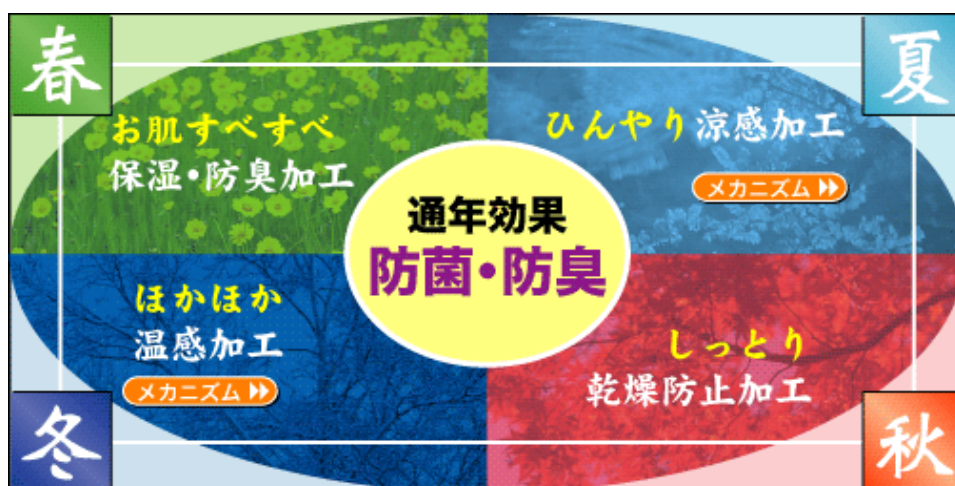 春
お肌すべすべ
保湿・防臭加工
夏
ひんやり涼感加工
メカニズム
通年効果
防菌・防臭
ほかほか
温感加工
メカニズム
冬
しっとり
乾燥防止加工
秋